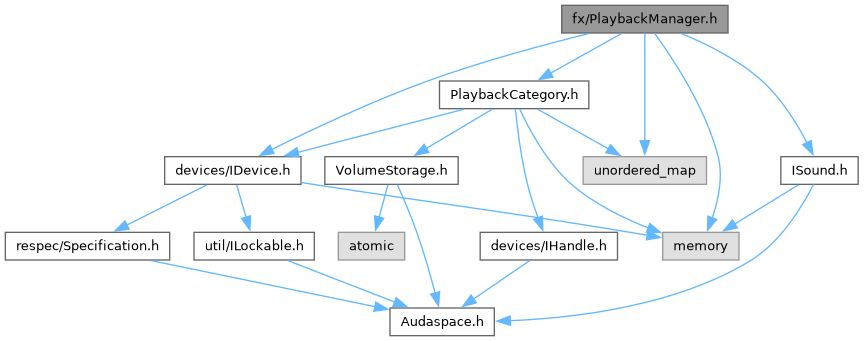 fx/PlaybackManager.h
PlaybackCategory.h
devices/IDevice.h
VolumeStorage.h
unordered_map
ISound.h
respec/Specification.h
util/ILockable.h
atomic
devices/IHandle.h
memory
Audaspace.h